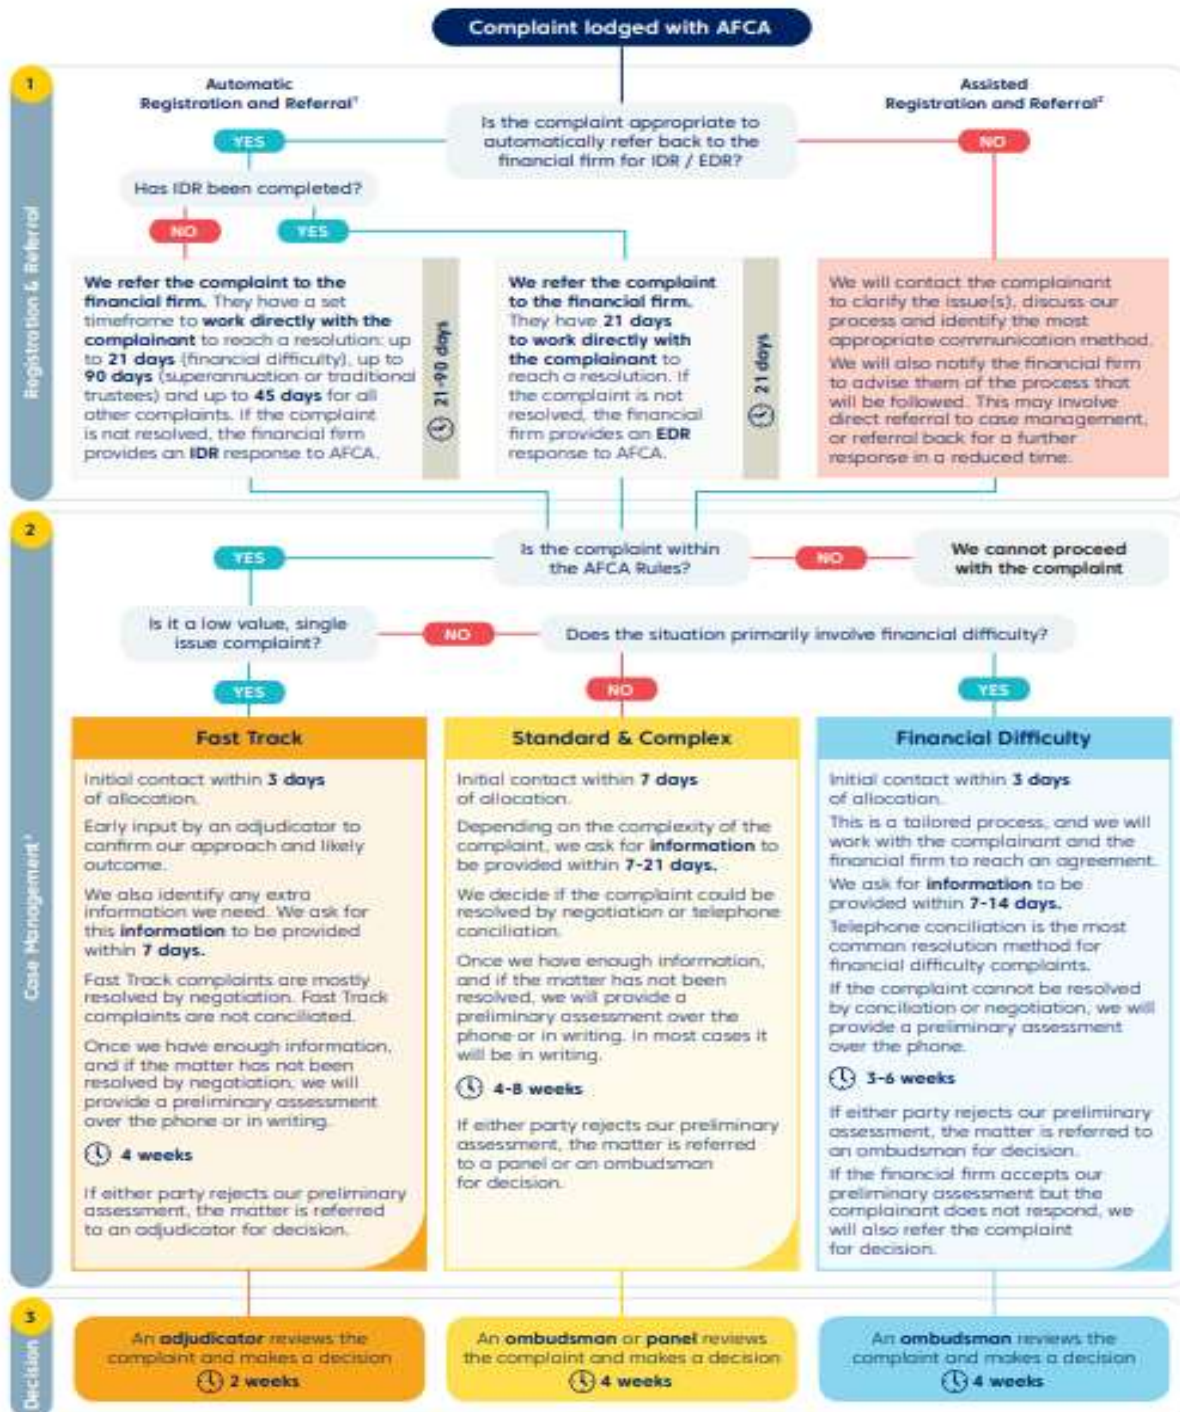 Complaint lodged with AFCA
1
Registration & Referral
Automatic
Registration and Referral¹
Is the complaint appropriate to
automatically refer back to the
financial firm for IDR / EDR?
Assisted
Registration and Referral²
YES
NO
Has IDR been completed?
NO
YES
We refer the complaint to the
financial firm. They have a set
timeframe to work directly with the
complainant to reach a resolution: up
to 21 days (financial difficulty), up to
90 days (superannuation or traditional
trustees) and up to 45 days for all
other complaints. If the complaint
is not resolved, the financial firm
provides an IDR response to AFCA.
21-90 days
We refer the complaint
to the financial firm.
They have 21 days
to work directly with
the complainant to
reach a resolution. If
the complaint is not
resolved, the financial
firm provides an EDR
response to AFCA.
21 days
We will contact the complainant
to clarify the issue(s), discuss our
process and identify the most
appropriate communication method.
We will also notify the financial firm
to advise them of the process that
will be followed. This may involve
direct referral to case management,
or referral back for a further
response in a reduced time.
2
Case Management³
YES
Is the complaint within
the AFCA Rules?
NO
We cannot proceed
with the complaint
Is it a low value, single
issue complaint?
NO
Does the situation primarily involve financial difficulty?
YES
NO
YES
Fast Track
Initial contact within 3 days
of allocation.
Early input by an adjudicator to
confirm our approach and likely
outcome.
We also identify any extra
information we need. We ask for
this information to be provided
within 7 days.
Fast Track complaints are mostly
resolved by negotiation. Fast Track
complaints are not conciliated.
Once we have enough information,
and if the matter has not been
resolved by negotiation, we will
provide a preliminary assessment
over the phone or in writing.
4 weeks
If either party rejects our preliminary
assessment, the matter is referred
to an adjudicator for decision.
Standard & Complex
Initial contact within 7 days
of allocation.
Depending on the complexity of the
complaint, we ask for information to
be provided within 7-21 days.
We decide if the complaint could be
resolved by negotiation or telephone
conciliation.
Once we have enough information,
and if the matter has not been
resolved, we will provide a
preliminary assessment over the
phone or in writing. In most cases it
will be in writing.
4-8 weeks
If either party rejects our preliminary
assessment, the matter is referred
to a panel or an ombudsman
for decision.
Financial Difficulty
Initial contact within 3 days
of allocation.
This is a tailored process, and we will
work with the complainant and the
financial firm to reach an agreement.
We ask for information to be
provided within 7-14 days.
Telephone conciliation is the most
common resolution method for
financial difficulty complaints.
If the complaint cannot be resolved
by conciliation or negotiation, we will
provide a preliminary assessment
over the phone.
3-6 weeks
If either party rejects our preliminary
assessment, the matter is referred to
an ombudsman for decision.
If the financial firm accepts our
preliminary assessment but the
complainant does not respond, we
will also refer the complaint
for decision.
3
Decision
An adjudicator reviews the
complaint and makes a decision
2 weeks
An ombudsman or panel reviews
the complaint and makes a decision
4 weeks
An ombudsman reviews the
complaint and makes a decision
4 weeks